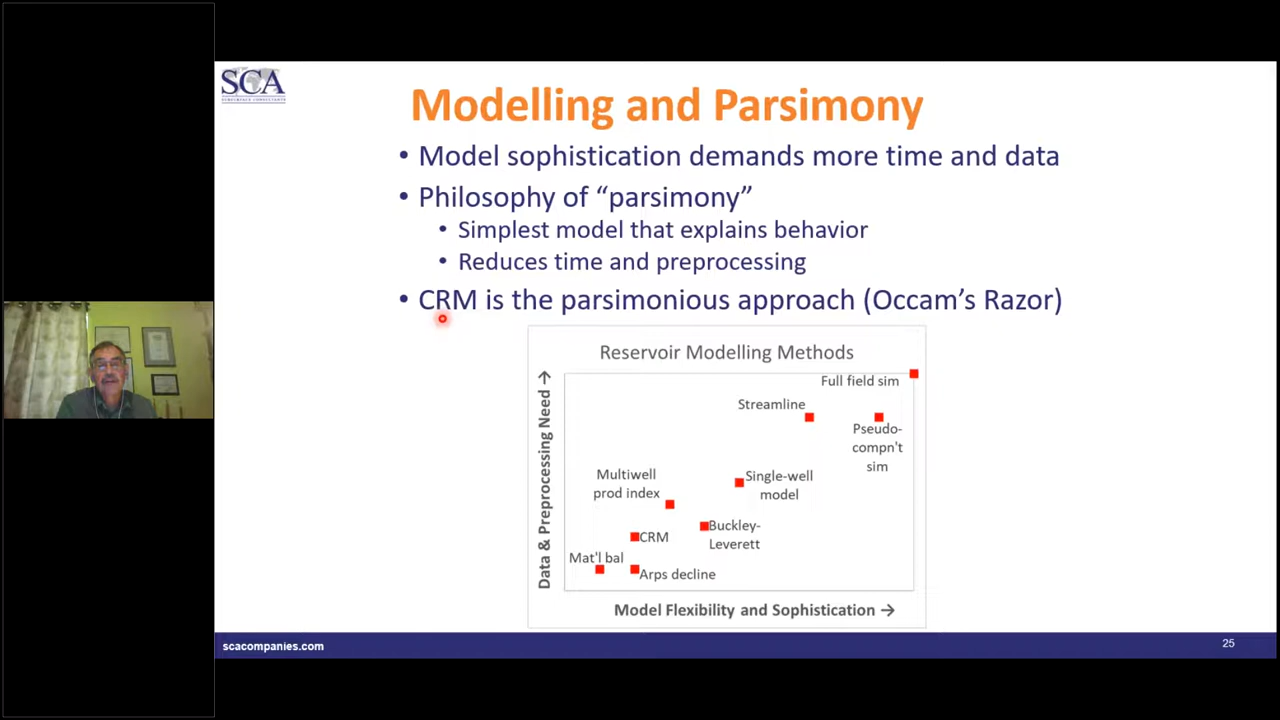 SCA
Modelling and Parsimony
• Model sophistication demands more time and data
• Philosophy of “parsimony”
• Simplest model that explains behavior
• Reduces time and preprocessing
• CRM is the parsimonious approach (Occam’s Razor)
Reservoir Modelling Methods
Data & Preprocessing Need →
Full field sim
Streamline
Pseudo-
compn't
sim
Multiwell
prod index
Single-well
model
Buckley-
Leverett
CRM
Mat'l bal
Arps decline
Model Flexibility and Sophistication →
scacompanies.com
25